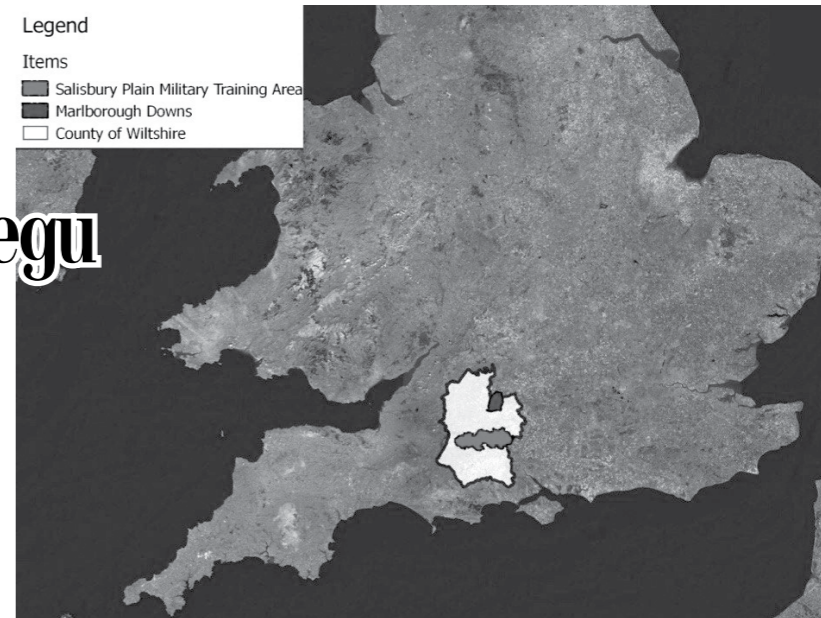 Legend
Items
Salisbury Plain Military Training Area
Marlborough Downs
County of Wiltshire
egu